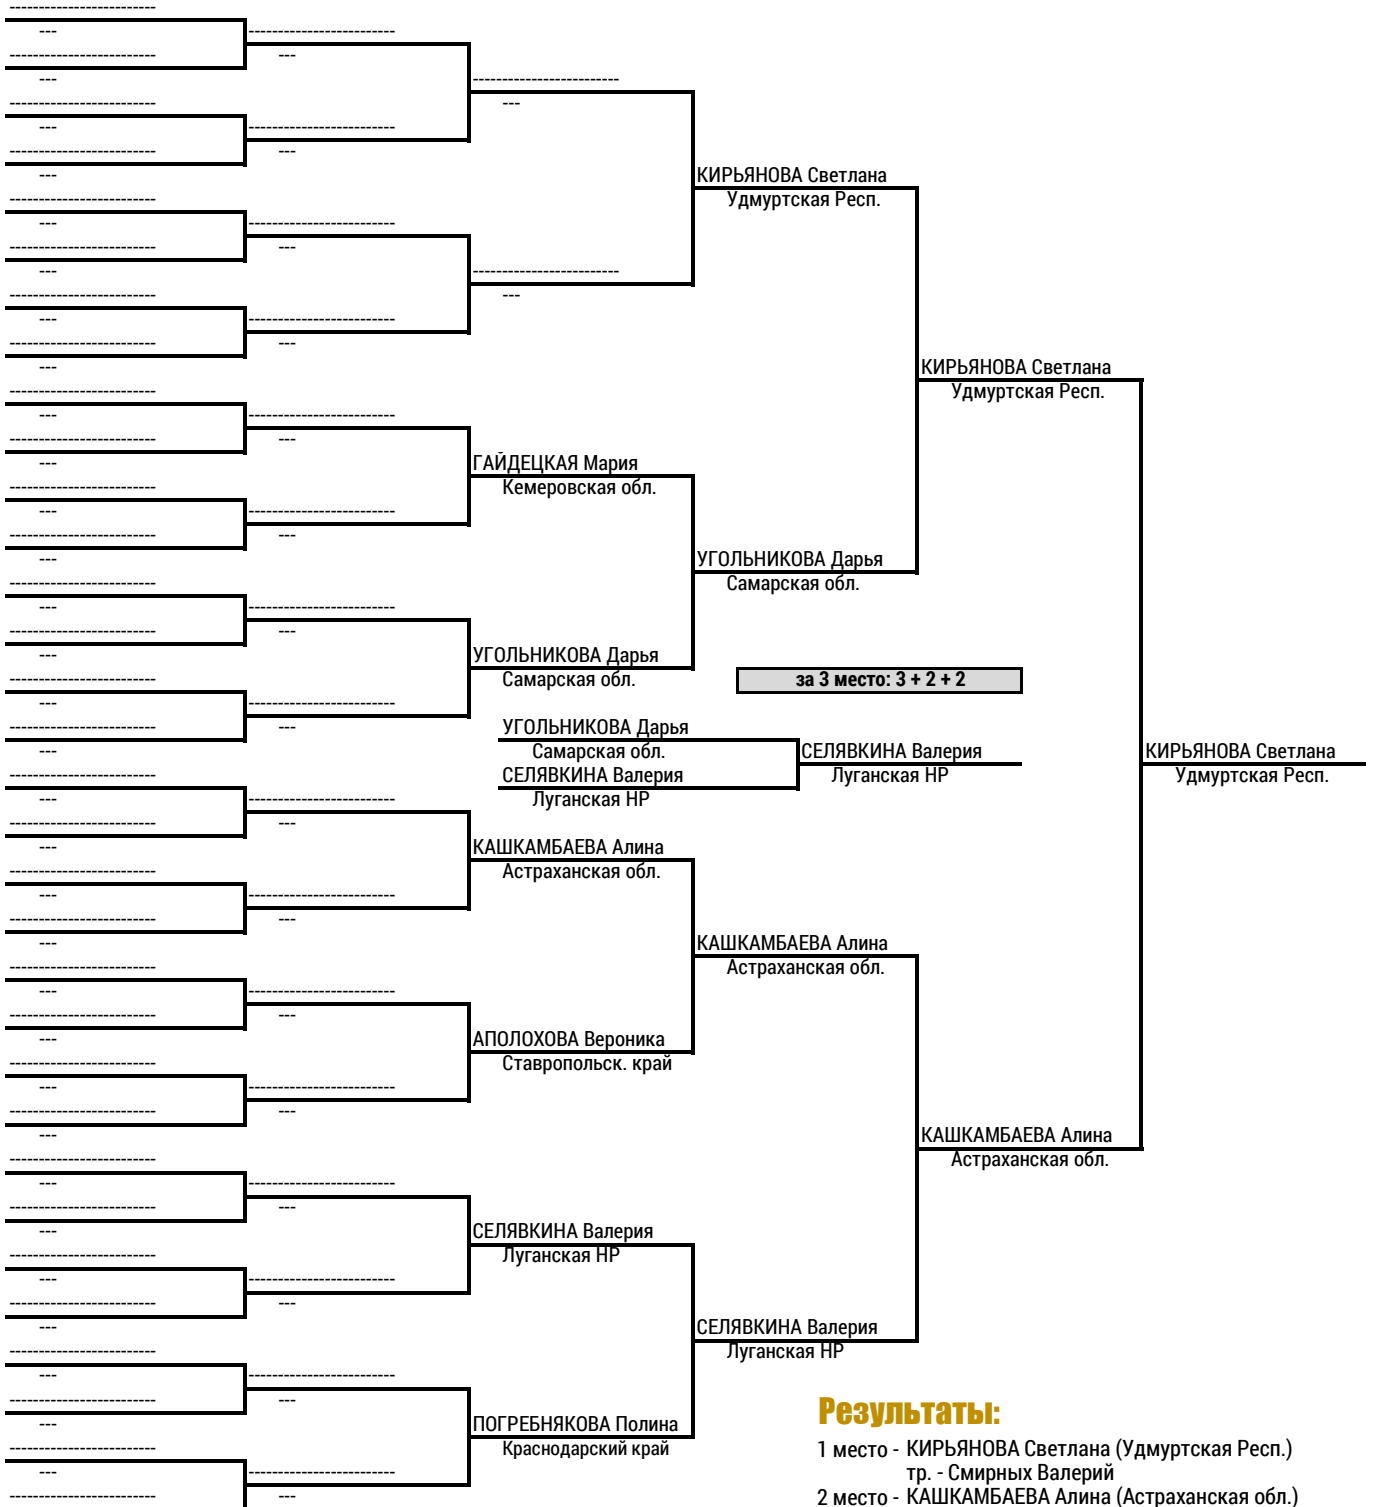 КИРЬЯНОВА Светлана
Удмуртская Респ.
КИРЬЯНОВА Светлана
Удмуртская Респ.
ГАЙДЕЦКАЯ Мария
Кемеровская обл.
УГОЛЬНИКОВА Дарья
Самарская обл.
УГОЛЬНИКОВА Дарья
Самарская обл.
за 3 место: 3 + 2 + 2
УГОЛЬНИКОВА Дарья
Самарская обл.
СЕЛЯВКИНА Валерия
Луганская НР
СЕЛЯВКИНА Валерия
Луганская НР
КИРЬЯНОВА Светлана
Удмуртская Респ.
КАШКАМБАЕВА Алина
Астраханская обл.
КАШКАМБАЕВА Алина
Астраханская обл.
АПОЛОХОВА Вероника
Ставропольск. край
КАШКАМБАЕВА Алина
Астраханская обл.
СЕЛЯВКИНА Валерия
Луганская НР
СЕЛЯВКИНА Валерия
Луганская НР
ПОГРЕБНЯКОВА Полина
Краснодарский край
Результаты:
1 место - КИРЬЯНОВА Светлана (Удмуртская Респ.)
тр. - Смирных Валерий
2 место - КАШКАМБАЕВА Алина (Астраханская обл.)